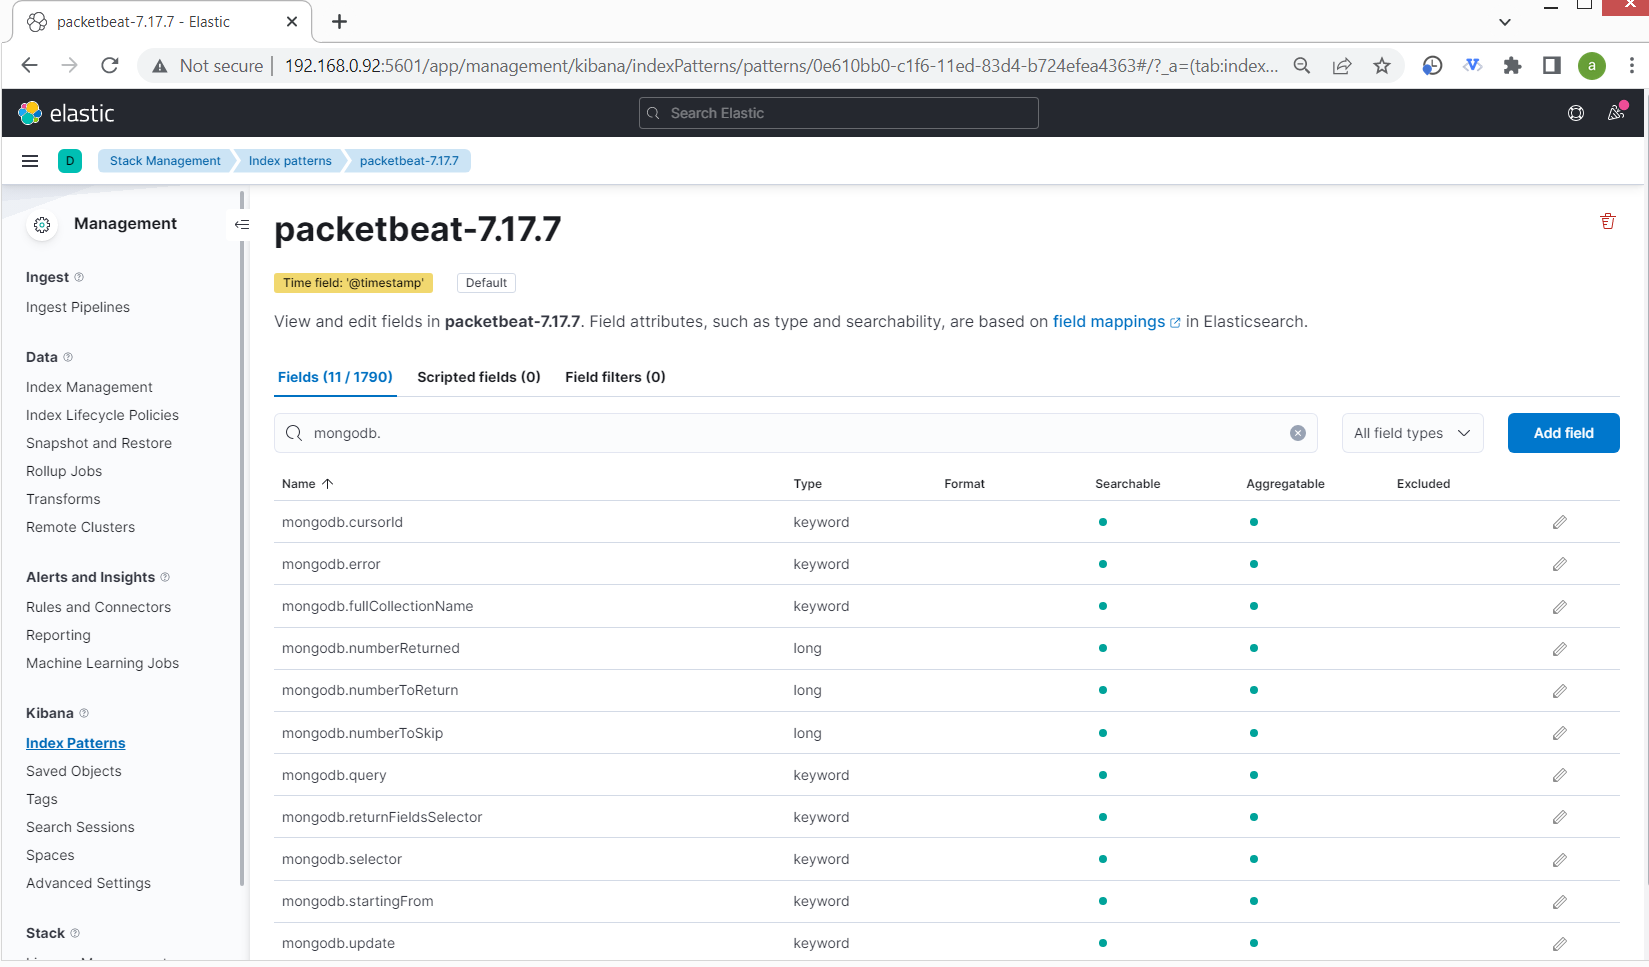 packetbeat-7.17.7 - Elastic
Not secure | 192.168.0.92:5601/app/management/kibana/indexPatterns/patterns/0e610bb0-c1f6-11ed-83d4-b724efea4363#/?_a=(tab:index...
a
elastic
Search Elastic
D
Stack Management
Index patterns
packetbeat-7.17.7
Management
Ingest
Ingest Pipelines
Data
Index Management
Index Lifecycle Policies
Snapshot and Restore
Rollup Jobs
Transforms
Remote Clusters
Alerts and Insights
Rules and Connectors
Reporting
Machine Learning Jobs
Kibana
Index Patterns
Saved Objects
Tags
Search Sessions
Spaces
Advanced Settings
Stack
packetbeat-7.17.7
Time field: '@timestamp' Default
View and edit fields in packetbeat-7.17.7. Field attributes, such as type and searchability, are based on field mappings in Elasticsearch.
Fields (11 / 1790) Scripted fields (0) Field filters (0)
mongodb. All field types Add field
Name Type Format Searchable Aggregatable Excluded
mongodb.cursorId keyword
mongodb.error keyword
mongodb.fullCollectionName keyword
mongodb.numberReturned long
mongodb.numberToReturn long
mongodb.numberToSkip long
mongodb.query keyword
mongodb.returnFieldsSelector keyword
mongodb.selector keyword
mongodb.startingFrom keyword
mongodb.update keyword